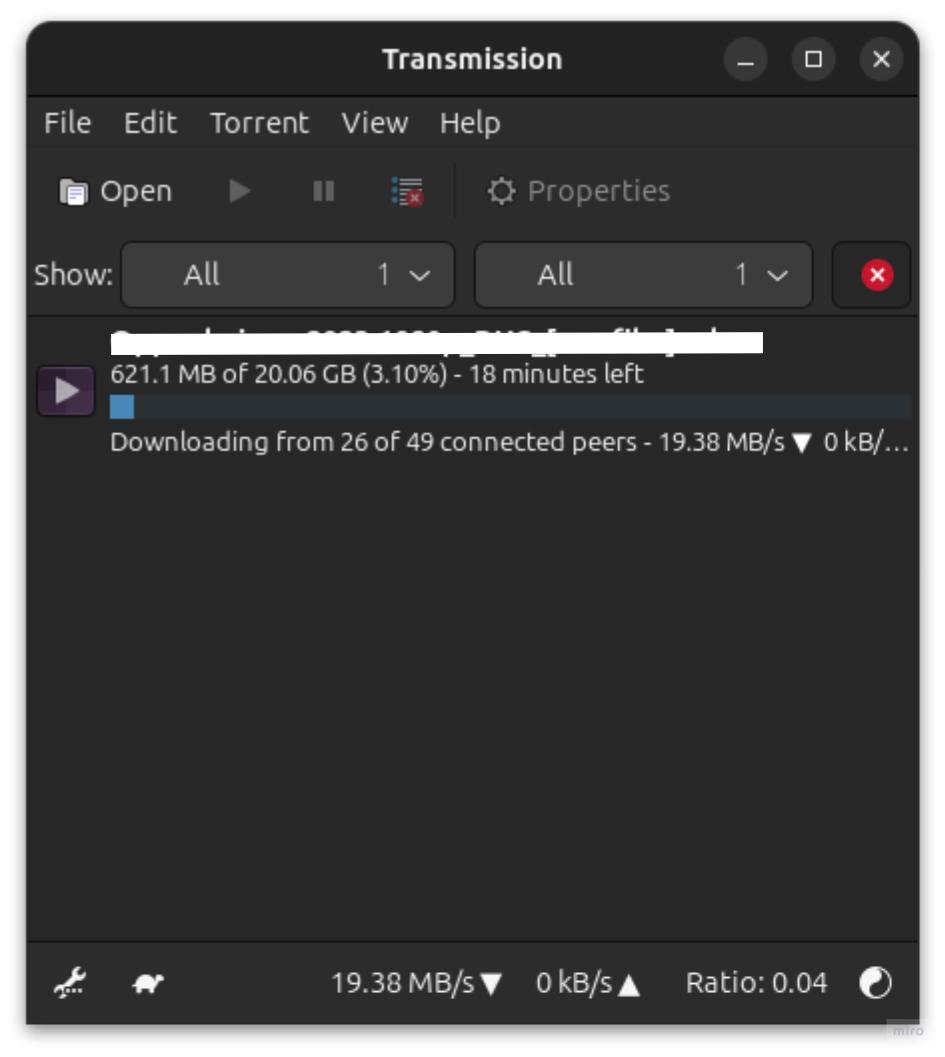 Transmission
File Edit Torrent View Help
Open Properties
Show: All 1 All 1
621.1 MB of 20.06 GB (3.10%) - 18 minutes left
Downloading from 26 of 49 connected peers - 19.38 MB/s ▼ 0 kB/…
19.38 MB/s ▼ 0 kB/s ▲ Ratio: 0.04
miro